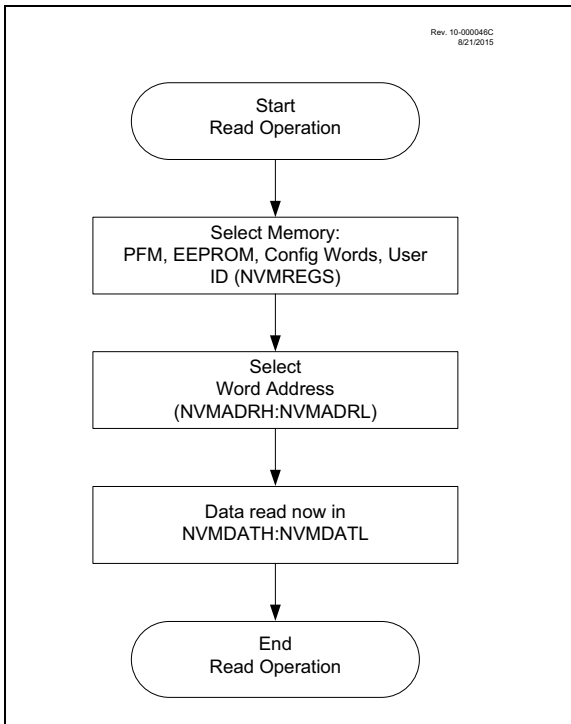 Rev. 10-000046C
8/21/2015
Start
Read Operation
Select Memory:
PFM, EEPROM, Config Words, User
ID (NVMREGS)
Select
Word Address
(NVMADRH:NVMADRL)
Data read now in
NVMDATH:NVMDATL
End
Read Operation